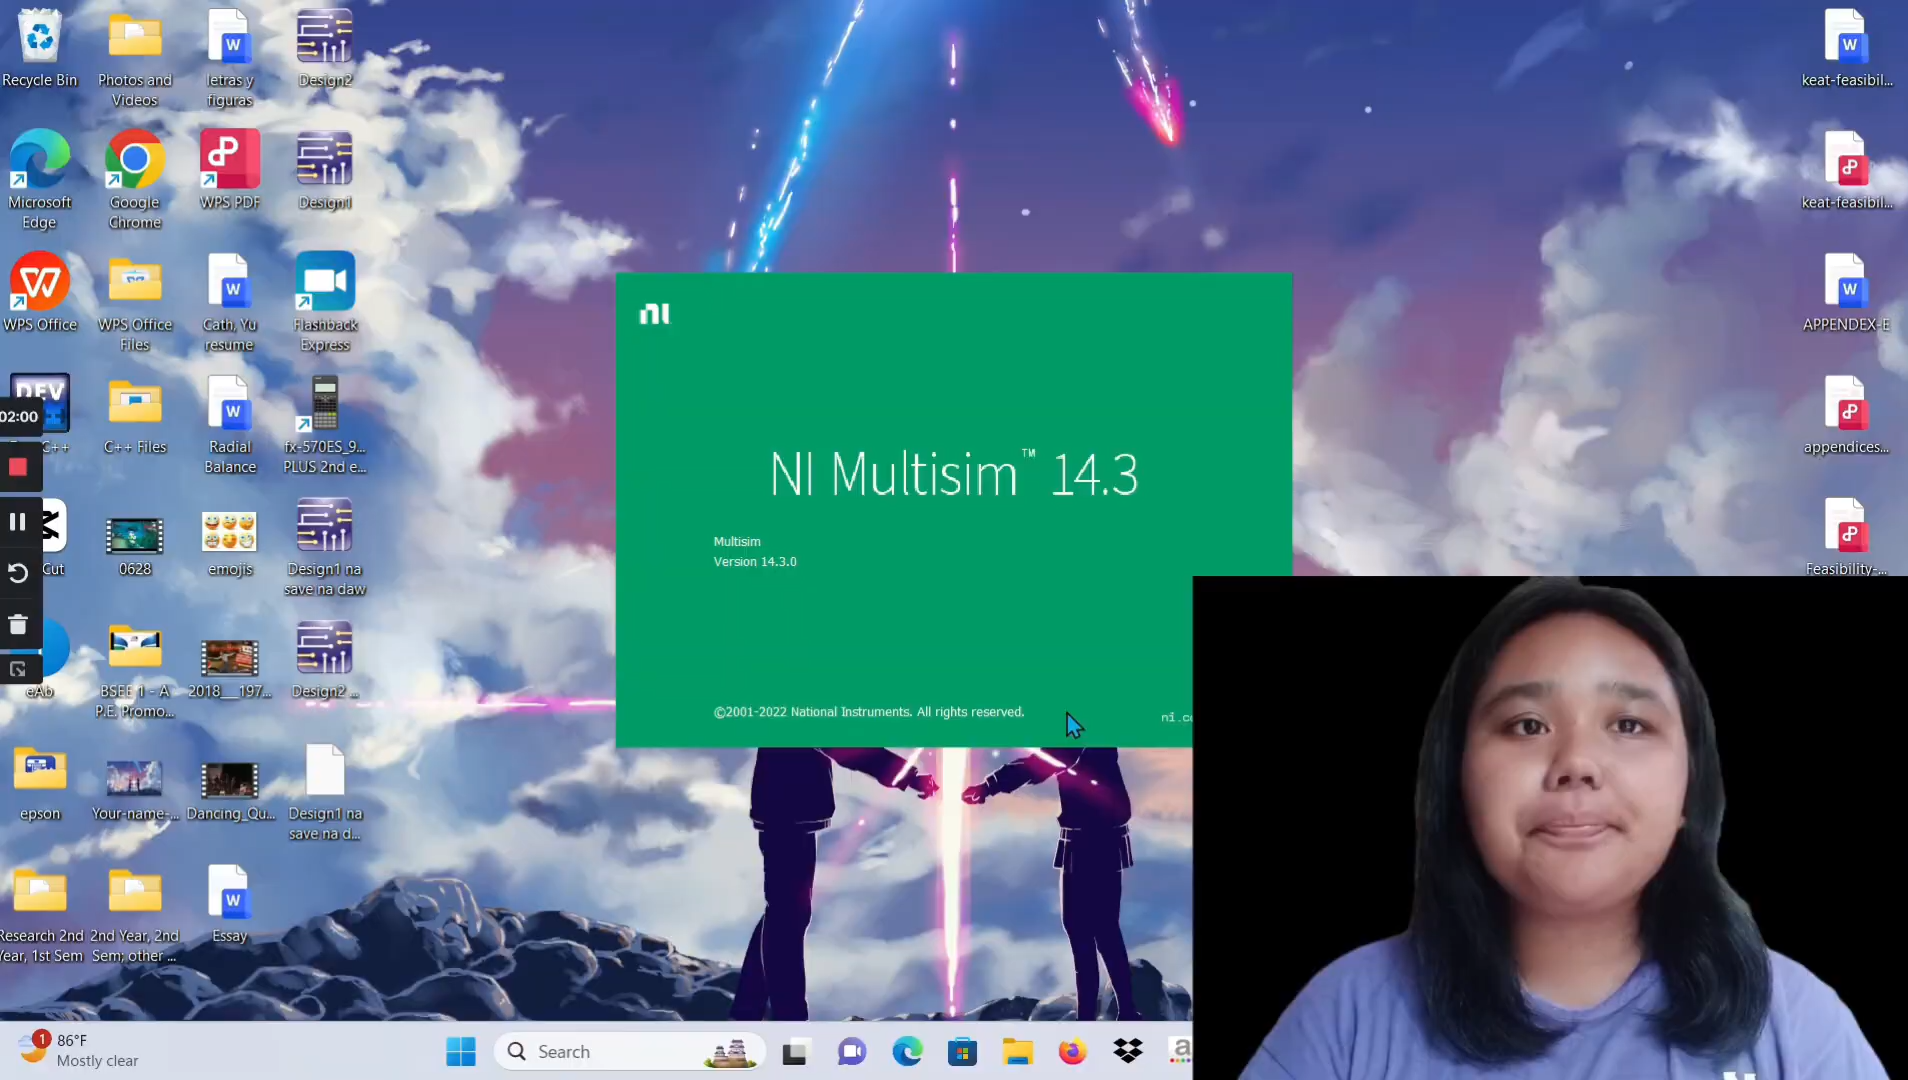 Recycle Bin
Photos and
Videos
letras y
figuras
Design2
keat-feasibil...
Microsoft
Edge
Google
Chrome
WPS PDF
Design1
keat-feasibil...
WPS Office
WPS Office
Files
Cath, Yu
resume
Flashback
Express
APPENDEX-E
DEV
02:00
C++
C++ Files
Radial
Balance
fx-570ES_9...
PLUS 2nd e...
appendices...
Cut
0628
emojis
Design1 na
save na daw
Feasibility-...
eAb
BSEE 1 - A
P.E. Promo...
2018__197...
Design2 ...
epson
Your-name-...
Dancing_Qu...
Design1 na
save na d...
Research 2nd
Year, 1st Sem
2nd Year, 2nd
Sem; other ...
Essay
NI
NI Multisim™ 14.3
Multisim
Version 14.3.0
©2001-2022 National Instruments. All rights reserved.
1
86°F
Mostly clear
Search